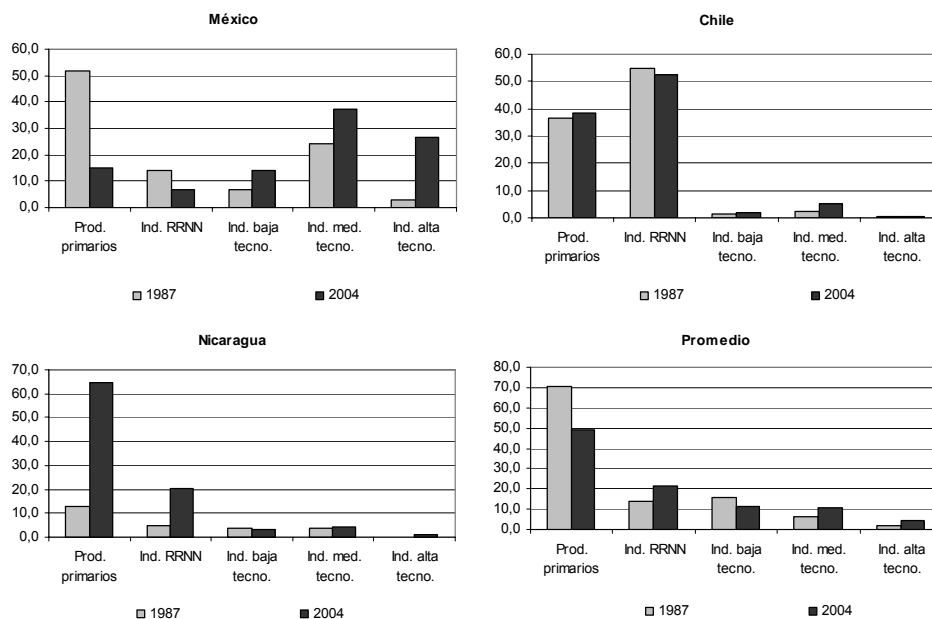 México
60,0
50,0
40,0
30,0
20,0
10,0
0,0
Prod. primarios
Ind. RRNN
Ind. baja tecno.
Ind. med. tecno.
Ind. alta tecno.
1987
2004
Chile
60,0
50,0
40,0
30,0
20,0
10,0
0,0
Prod. primarios
Ind. RRNN
Ind. baja tecno.
Ind. med. tecno.
Ind. alta tecno.
1987
2004
Nicaragua
70,0
60,0
50,0
40,0
30,0
20,0
10,0
0,0
Prod. primarios
Ind. RRNN
Ind. baja tecno.
Ind. med. tecno.
Ind. alta tecno.
1987
2004
Promedio
80,0
70,0
60,0
50,0
40,0
30,0
20,0
10,0
0,0
Prod. primarios
Ind. RRNN
Ind. baja tecno.
Ind. med. tecno.
Ind. alta tecno.
1987
2004